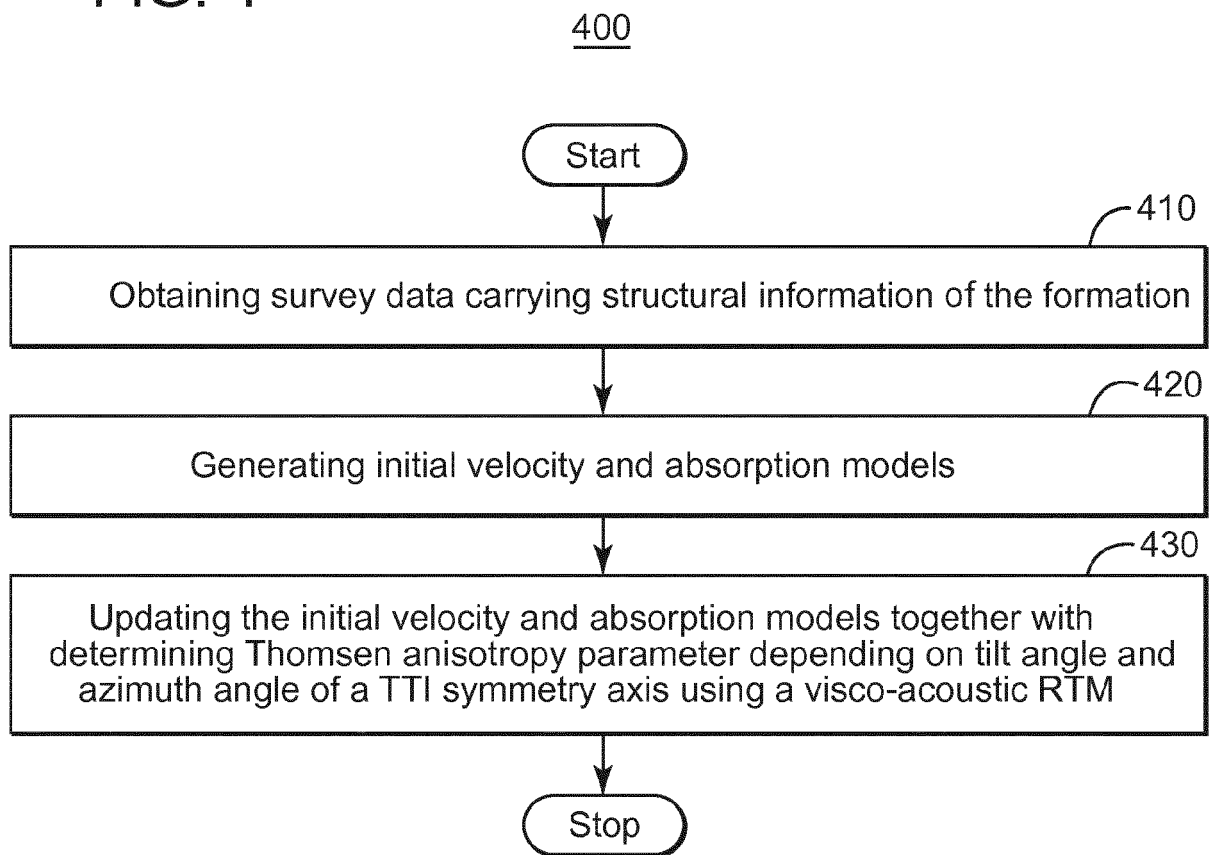 400
Start
410
Obtaining survey data carrying structural information of the formation
420
Generating initial velocity and absorption models
430
Updating the initial velocity and absorption models together with
determining Thomsen anisotropy parameter depending on tilt angle and
azimuth angle of a TTI symmetry axis using a visco-acoustic RTM
Stop